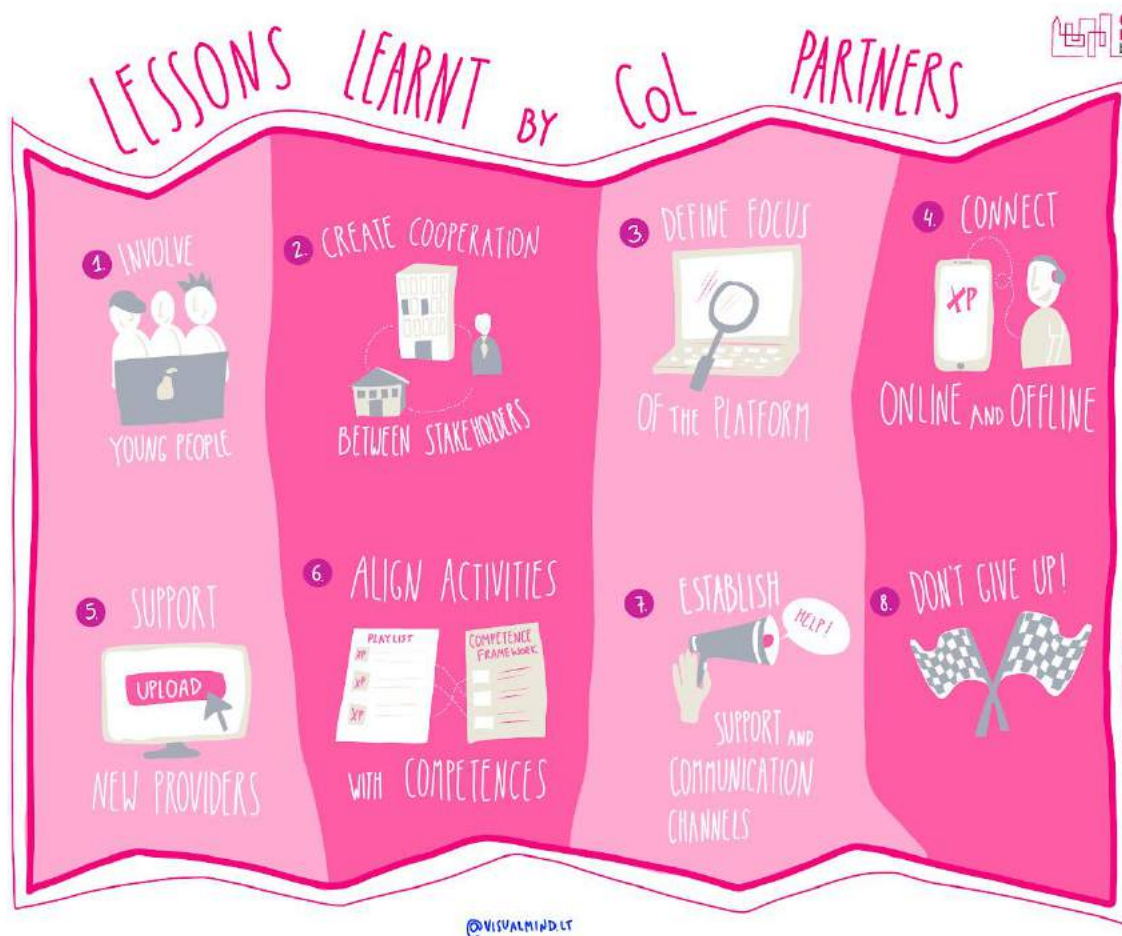 LESSONS LEARNT BY COL PARTNERS
1. INVOLVE
YOUNG PEOPLE
2. CREATE COOPERATION
BETWEEN STAKEHOLDERS
3. DEFINE FOCUS
OF THE PLATFORM
4. CONNECT
XP
ONLINE AND OFFLINE
5. SUPPORT
UPLOAD
NEW PROVIDERS
6. ALIGN ACTIVITIES
PLAYLIST
XP
XP
XP
COMPETENCE
FRAMEWORK
WITH COMPETENCES
7. ESTABLISH
HELP!
SUPPORT AND
COMMUNICATION
CHANNELS
8. DON'T GIVE UP!
@VISUALMIND.LT